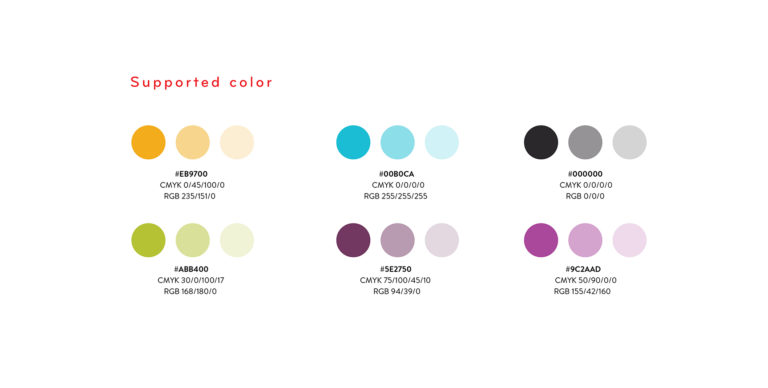 Supported color
#EB9700
CMYK 0/45/100/0
RGB 235/151/0
#00B0CA
CMYK 0/0/0/0
RGB 255/255/255
#000000
CMYK 0/0/0/0
RGB 0/0/0
#ABB400
CMYK 30/0/100/17
RGB 168/180/0
#5E2750
CMYK 75/100/45/10
RGB 94/39/0
#9C2AAD
CMYK 50/90/0/0
RGB 155/42/160